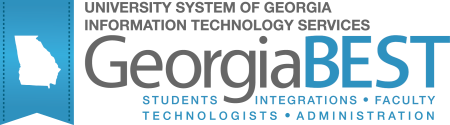 UNIVERSITY SYSTEM OF GEORGIA
INFORMATION TECHNOLOGY SERVICES
GeorgiaBEST
STUDENTS INTEGRATIONS • FACULTY
TECHNOLOGISTS • ADMINISTRATION